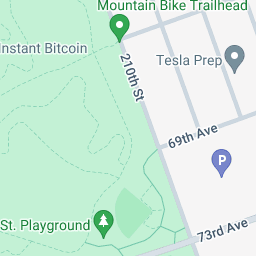 Mountain Bike Trailhead
Instant Bitcoin
210th St
Tesla Prep
69th Ave
P
St. Playground
73rd Ave